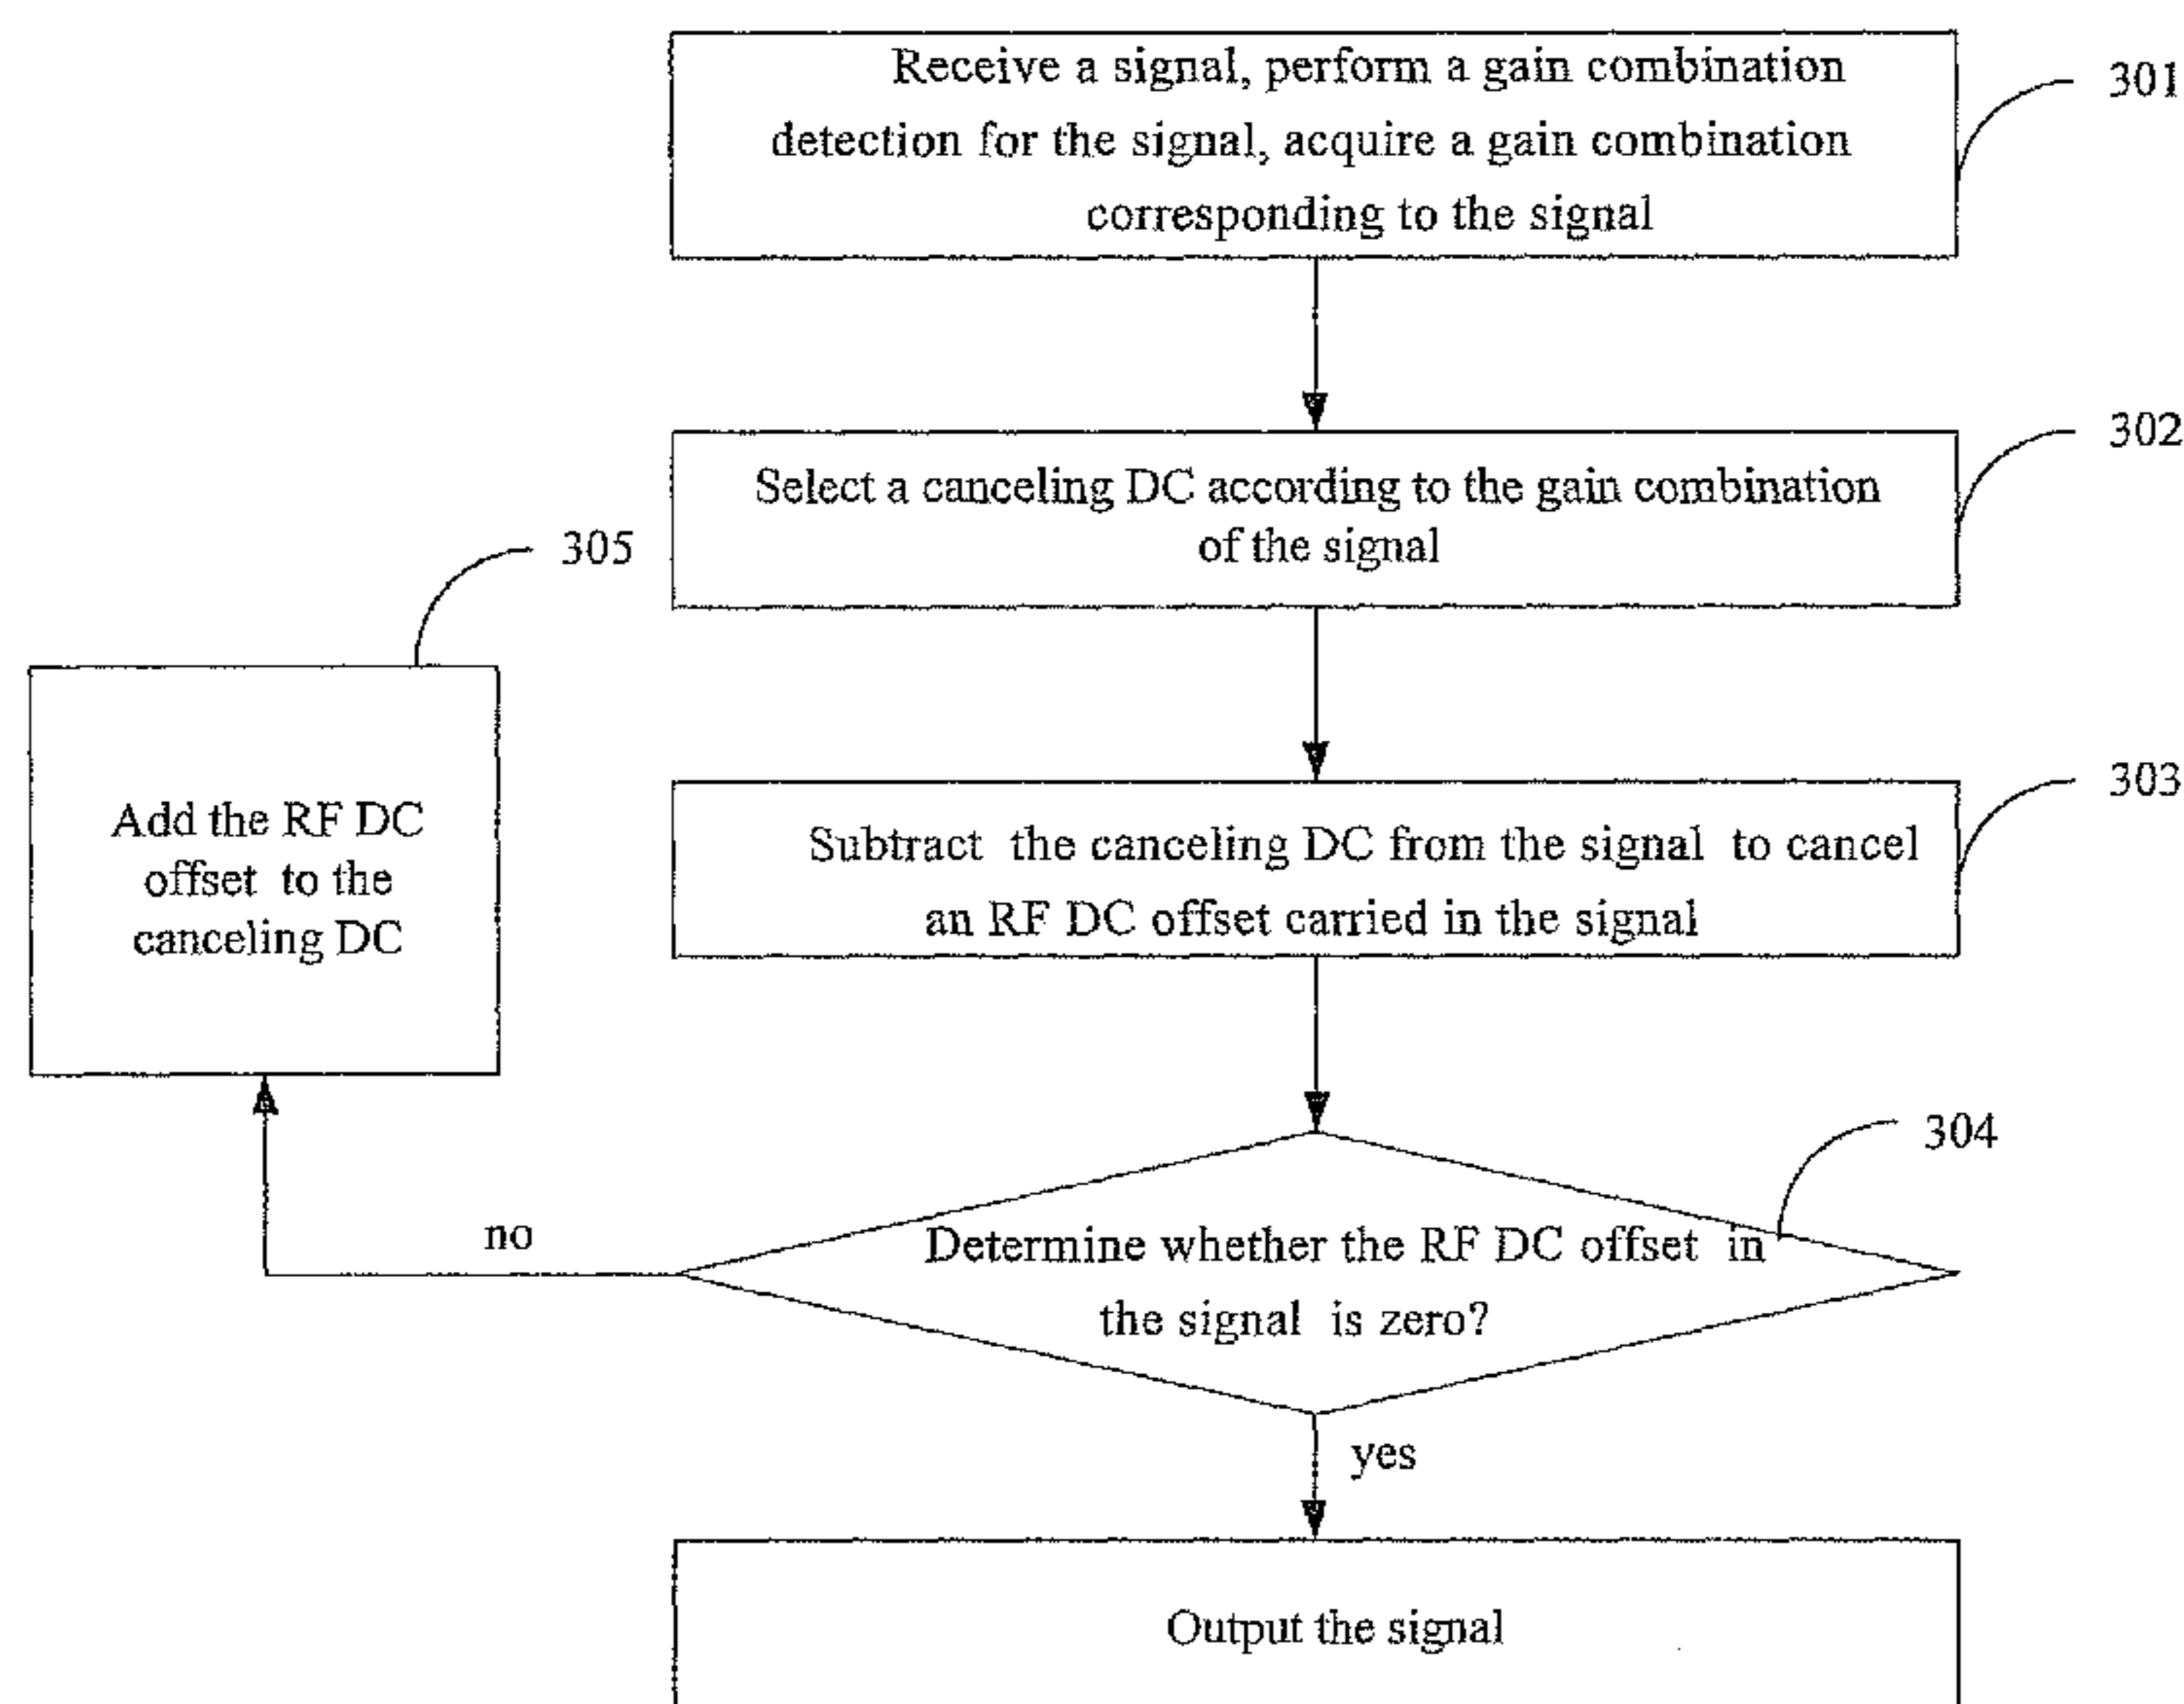 Receive a signal, perform a gain combination
detection for the signal, acquire a gain combination
corresponding to the signal
301
Select a canceling DC according to the gain combination
of the signal
302
305
Add the RF DC
offset to the
canceling DC
Subtract the canceling DC from the signal to cancel
an RF DC offset carried in the signal
303
304
Determine whether the RF DC offset in
the signal is zero?
no
yes
Output the signal